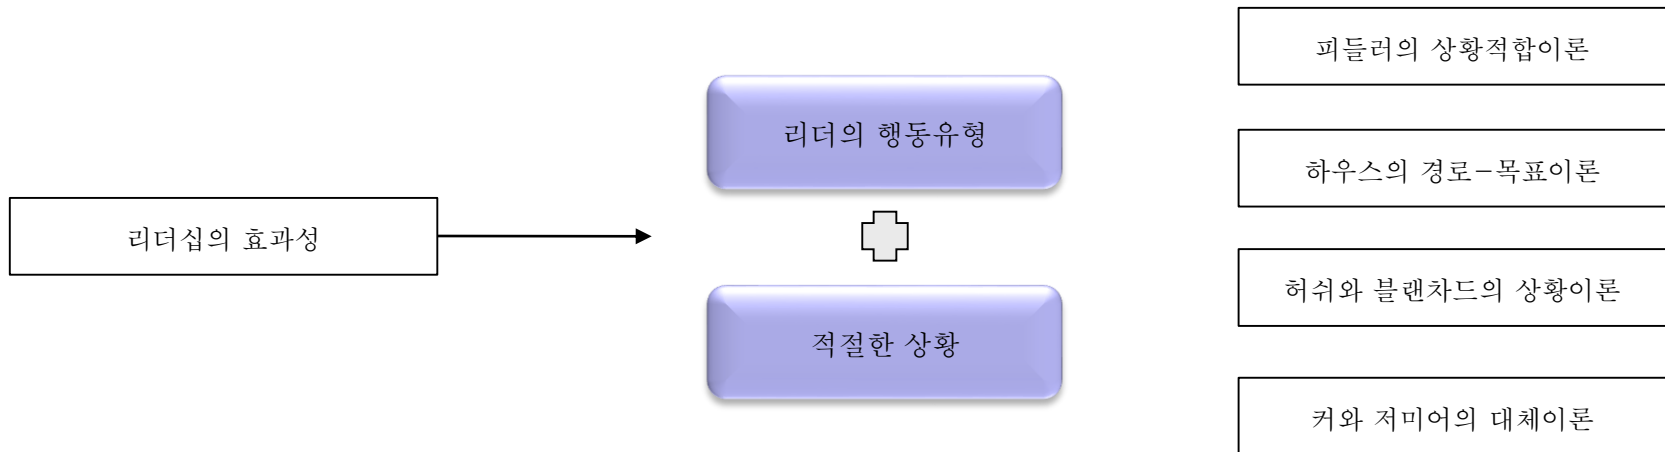 리더십의 효과성
리더의 행동유형
적절한 상황
피들러의 상황적합이론
하우스의 경로-목표이론
허쉬와 블랜차드의 상황이론
커와 저미어의 대체이론